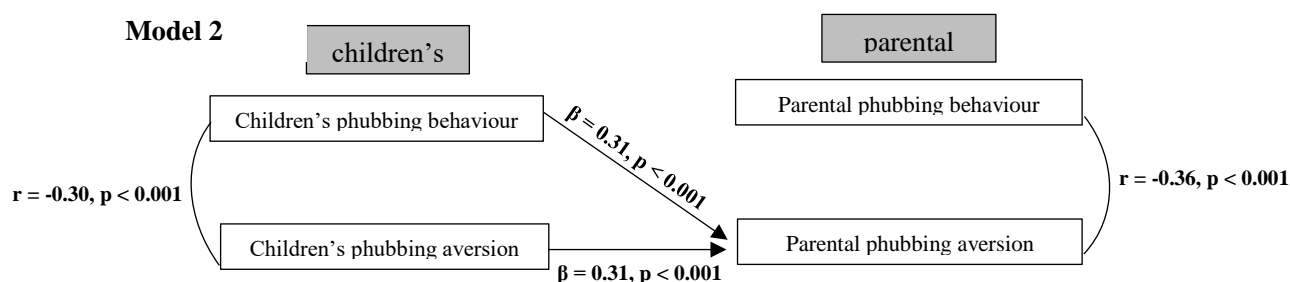 Model 2
children's
parental
Children's phubbing behaviour
Parental phubbing behaviour
β = 0.31, p < 0.001
r = -0.30, p < 0.001
r = -0.36, p < 0.001
Children's phubbing aversion
Parental phubbing aversion
β = 0.31, p < 0.001